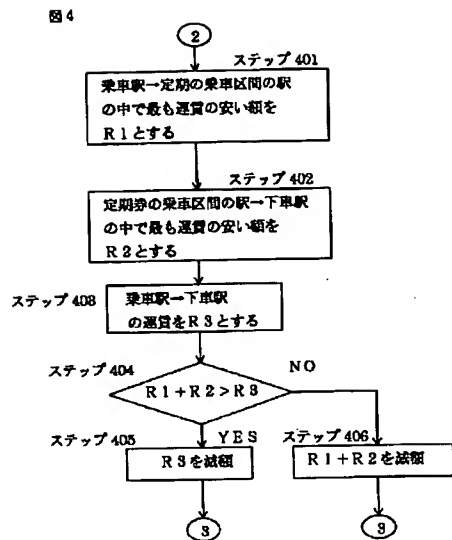 図4
2
ステップ401
乗車駅→定期の乗車区間の駅
の中で最も運賃の安い額を
R1とする
ステップ402
定期券の乗車区間の駅→下車駅
の中で最も運賃の安い額を
R2とする
ステップ408
乗車駅→下車駅
の運賃をR3とする
ステップ404
R1+R2>R3
NO
YES
ステップ405
R3を減額
ステップ406
R1+R2を減額
3
3